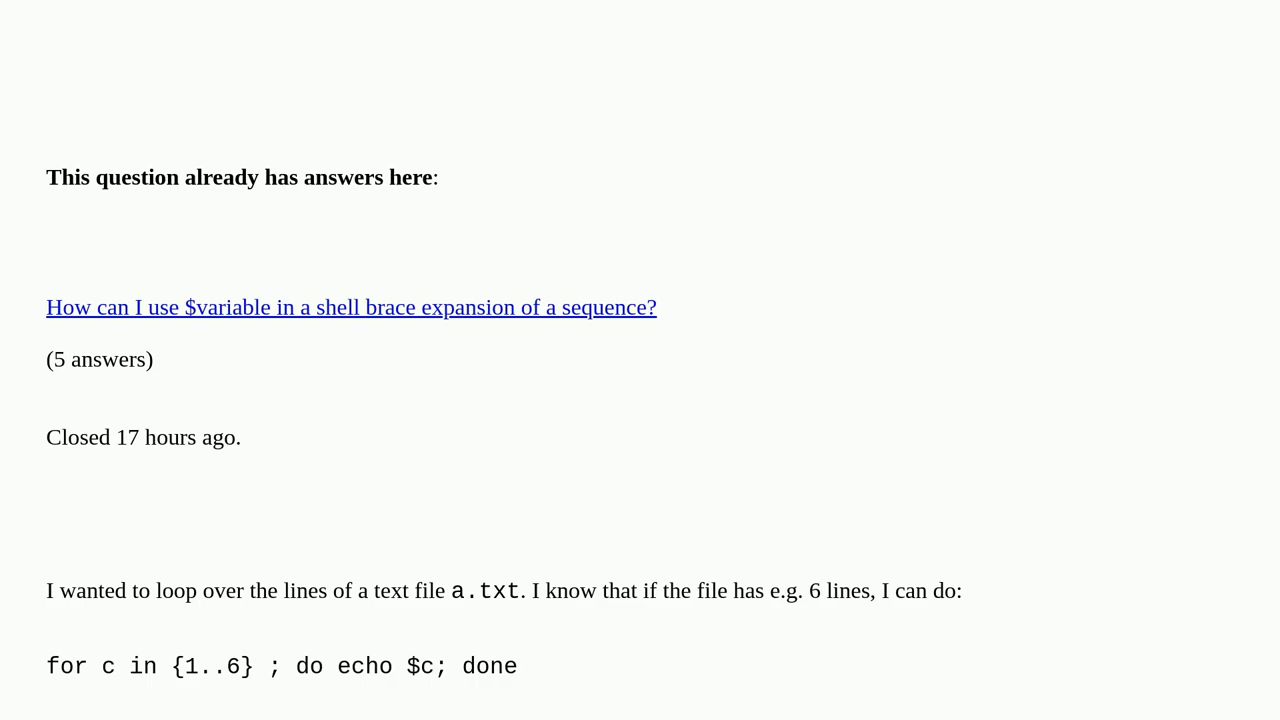 This question already has answers here:
How can I use $variable in a shell brace expansion of a sequence?
(5 answers)
Closed 17 hours ago.
I wanted to loop over the lines of a text file a.txt. I know that if the file has e.g. 6 lines, I can do:
for c in {1..6} ; do echo $c; done